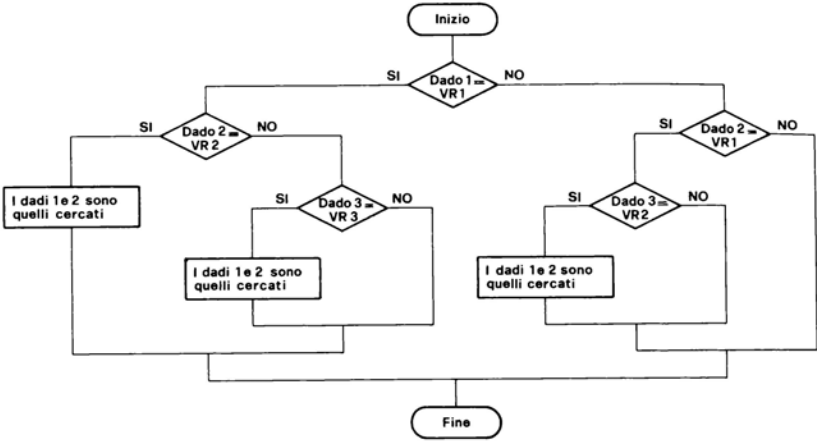 Inizio
SI
Dado 1 =
VR1
NO
SI
Dado 2 =
VR 2
NO
SI
Dado 2 =
VR1
NO
I dadi 1 e 2 sono
quelli cercati
SI
Dado 3 =
VR 3
NO
SI
Dado 3 =
VR2
NO
I dadi 1 e 2 sono
quelli cercati
I dadi 1 e 2 sono
quelli cercati
Fine